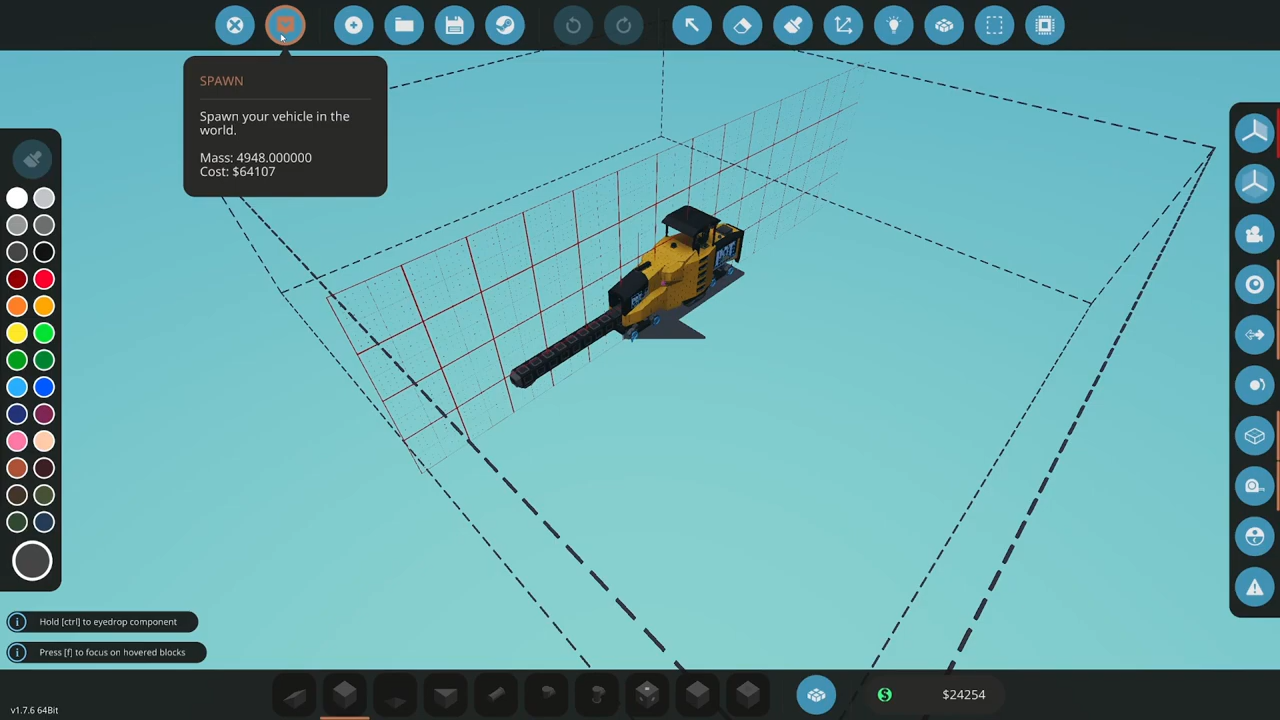 SPAWN
Spawn your vehicle in the
world.
Mass: 4948.000000
Cost: $64107
Hold [ctrl] to eyedrop component
Press [f] to focus on hovered blocks
$24254
v1.7.6 64Bit